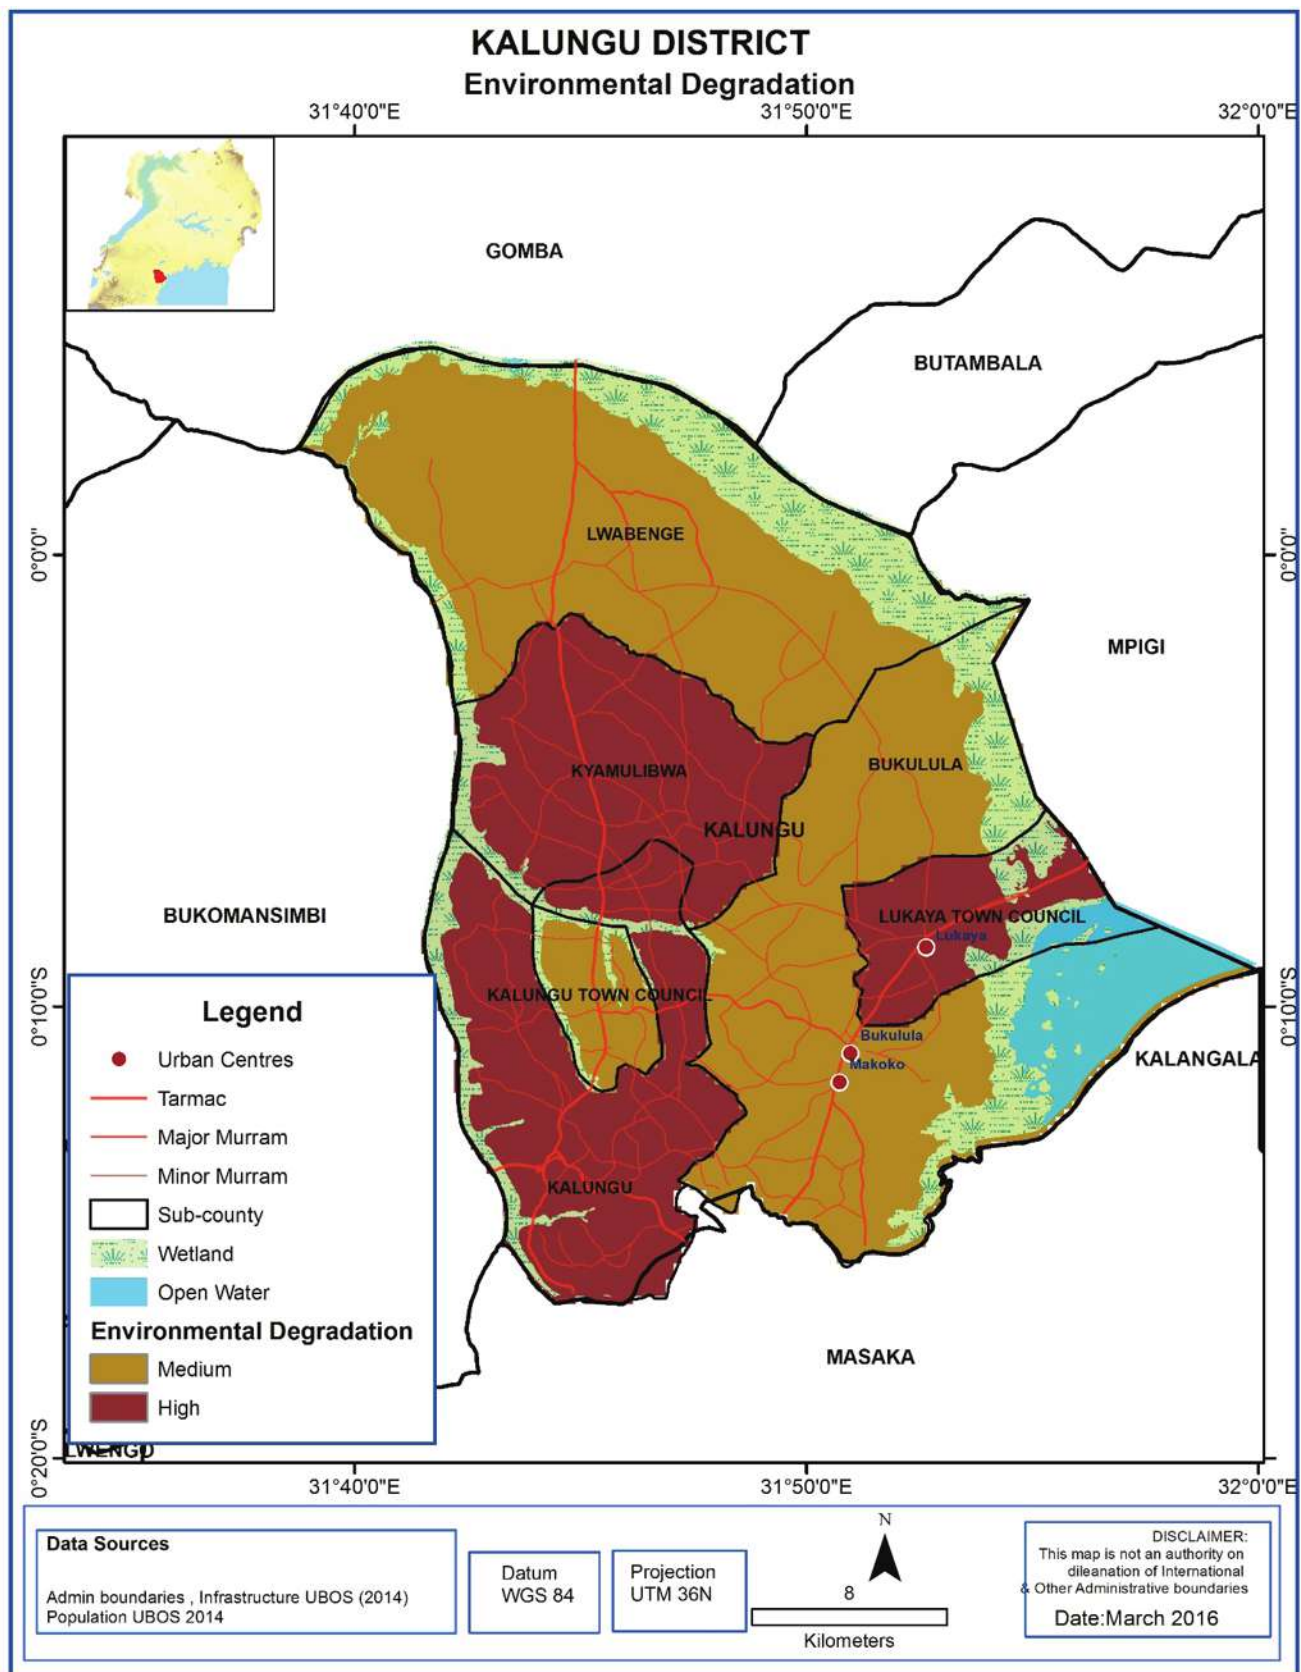 KALUNGU DISTRICT
Environmental Degradation
31°40'0"E
31°50'0"E
32°0'0"E
GOMBA
BUTAMBALA
LWABENGE
0°0'0"
0°0'0"
MPIGI
KYAMULIBWA
BUKULULA
KALUNGU
BUKOMANSIMBI
LUKAYA TOWN COUNCIL
Lukaya
KALUNGU TOWN COUNCIL
0°10'0"S
0°10'0"S
Bukulula
Makoko
KALANGALA
KALUNGU
MASAKA
Legend
Urban Centres
Tarmac
Major Murram
Minor Murram
Sub-county
Wetland
Open Water
Environmental Degradation
Medium
High
LWENGO
0°20'0"S
0°20'0"S
31°40'0"E
31°50'0"E
32°0'0"E
Data Sources
Admin boundaries , Infrastructure UBOS (2014)
Population UBOS 2014
Datum
WGS 84
Projection
UTM 36N
N
8
Kilometers
DISCLAIMER:
This map is not an authority on
dileanation of International
& Other Administrative boundaries
Date:March 2016